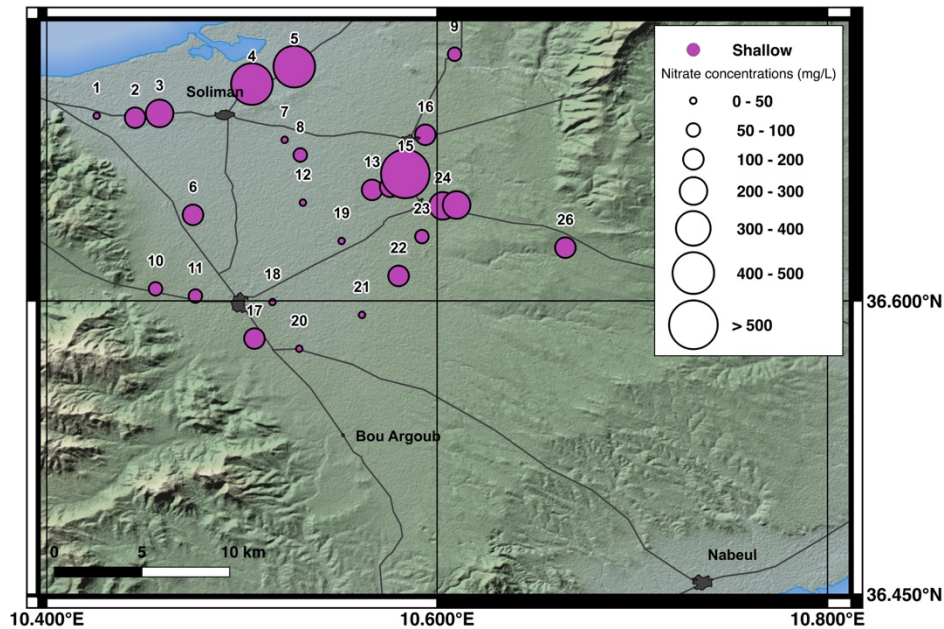 9
5
4
Shallow
Nitrate concentrations (mg/L)
1
2
3
Soliman
0 - 50
7
16
50 - 100
8
15
100 - 200
13
12
24
200 - 300
6
19
23
26
300 - 400
22
10
11
18
21
400 - 500
36.600°N
17
20
> 500
Bou Argoub
0 5 10 km
Nabeul
36.450°N
10.400°E 10.600°E 10.800°E